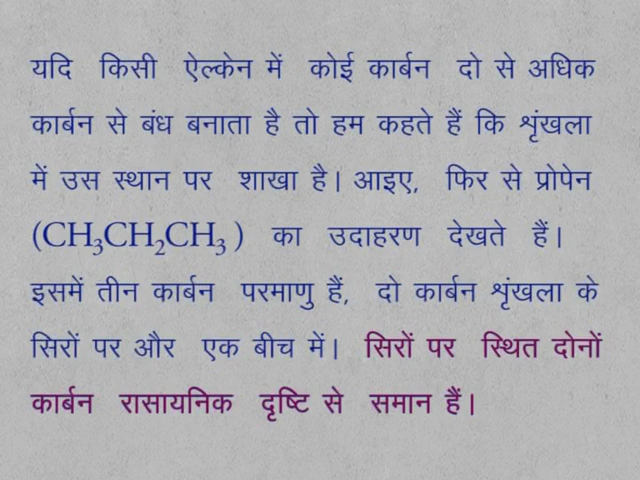 यदि किसी ऐल्केन में कोई कार्बन दो से अधिक
कार्बन से बंध बनाता है तो हम कहते हैं कि शृंखला
में उस स्थान पर शाखा है। आइए, फिर से प्रोपेन
(CH₃CH₂CH₃) का उदाहरण देखते हैं।
इसमें तीन कार्बन परमाणु हैं, दो कार्बन शृंखला के
सिरों पर और एक बीच में। सिरों पर स्थित दोनों
कार्बन रासायनिक दृष्टि से समान हैं।